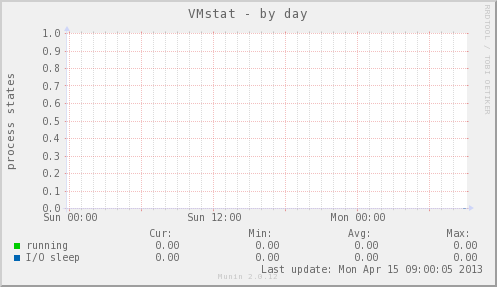 VMstat - by day
RRDTOOL / TOBI OETIKER
process states
1.0
0.9
0.8
0.7
0.6
0.5
0.4
0.3
0.2
0.1
0.0
Sun 00:00 Sun 12:00 Mon 00:00
Cur: Min: Avg: Max:
running 0.00 0.00 0.00 0.00
I/O sleep 0.00 0.00 0.00 0.00
Last update: Mon Apr 15 09:00:05 2013
Munin 2.0.12